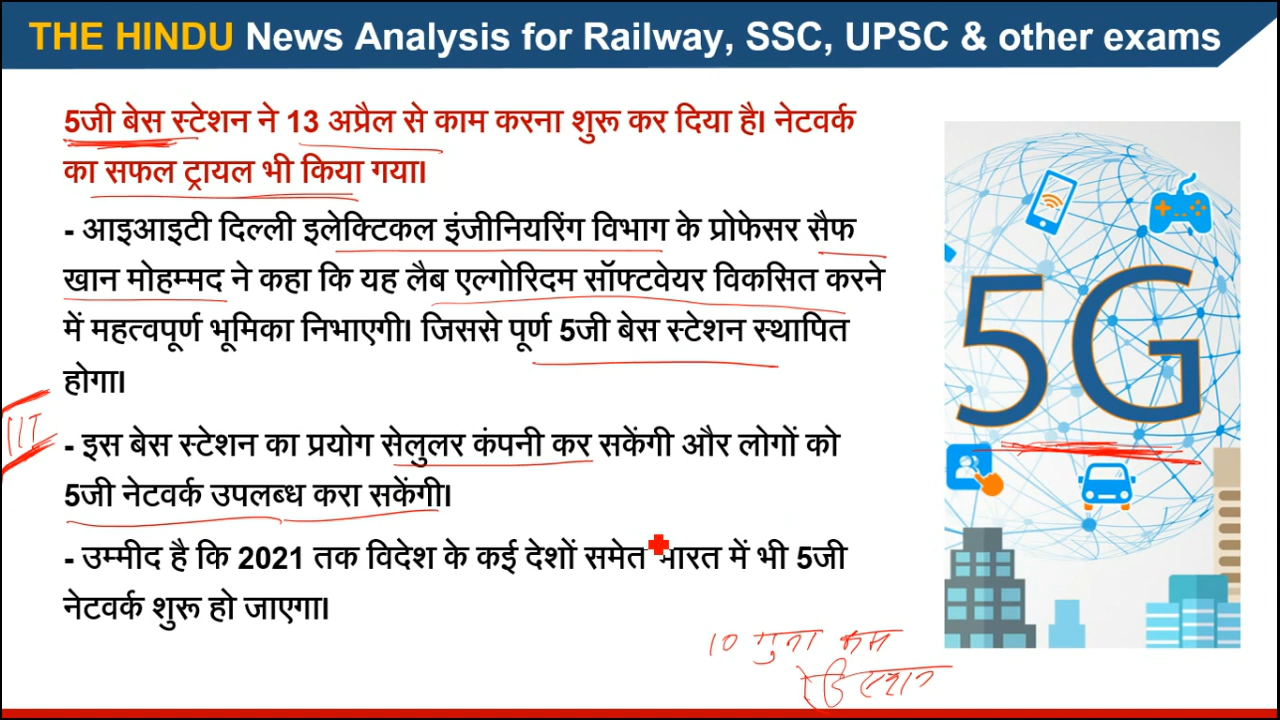 THE HINDU News Analysis for Railway, SSC, UPSC & other exams
5जी बेस स्टेशन ने 13 अप्रैल से काम करना शुरू कर दिया है। नेटवर्क
का सफल ट्रायल भी किया गया।
- आइआइटी दिल्ली इलेक्टिकल इंजीनियरिंग विभाग के प्रोफेसर सैफ
खान मोहम्मद ने कहा कि यह लैब एल्गोरिदम सॉफ्टवेयर विकसित करने
में महत्वपूर्ण भूमिका निभाएगी। जिससे पूर्ण 5जी बेस स्टेशन स्थापित
होगा।
IIT
- इस बेस स्टेशन का प्रयोग सेलुलर कंपनी कर सकेंगी और लोगों को
5जी नेटवर्क उपलब्ध करा सकेंगी।
- उम्मीद है कि 2021 तक विदेश के कई देशों समेत भारत में भी 5जी
नेटवर्क शुरू हो जाएगा।
10 गुना कम
5G